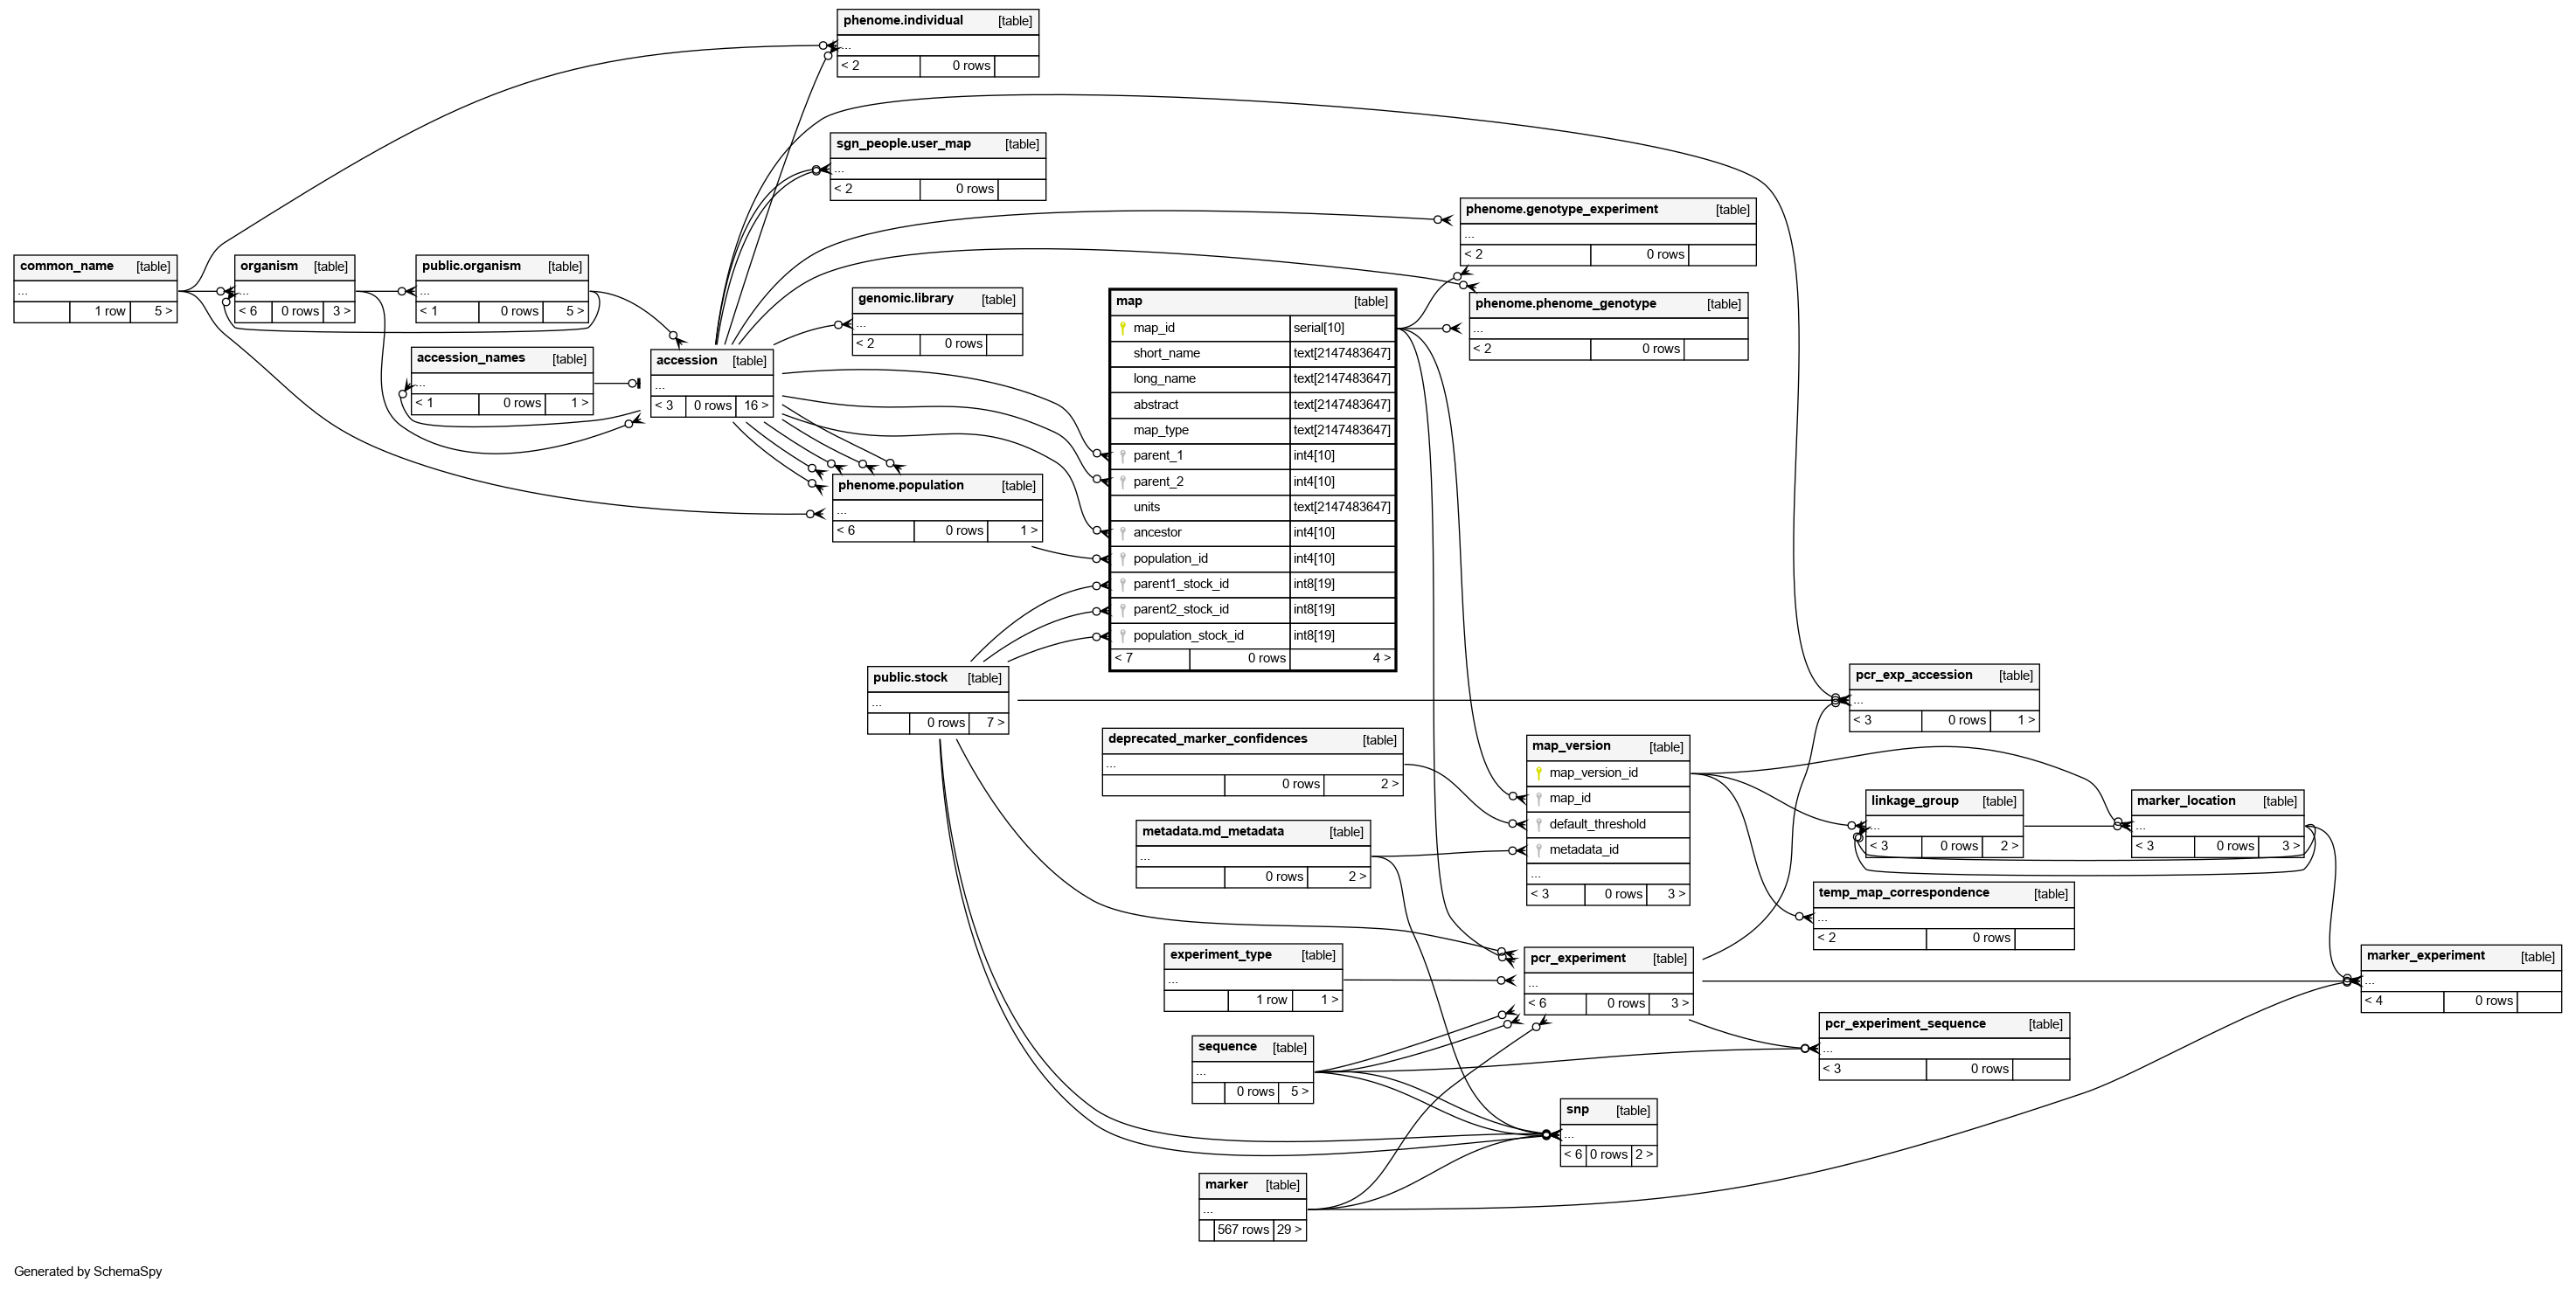 phenome.individual [table]
...
< 2 0 rows
sgn_people.user_map [table]
...
< 2 0 rows
phenome.genotype_experiment [table]
...
< 2 0 rows
common_name [table]
...
1 row 5 >
organism [table]
...
< 6 0 rows 3 >
public.organism [table]
...
< 1 0 rows 5 >
genomic.library [table]
...
< 2 0 rows
phenome.phenome_genotype [table]
...
< 2 0 rows
accession_names [table]
...
< 1 0 rows 1 >
accession [table]
...
< 3 0 rows 16 >
map [table]
map_id serial[10]
short_name text[2147483647]
long_name text[2147483647]
abstract text[2147483647]
map_type text[2147483647]
parent_1 int4[10]
parent_2 int4[10]
units text[2147483647]
ancestor int4[10]
population_id int4[10]
parent1_stock_id int8[19]
parent2_stock_id int8[19]
population_stock_id int8[19]
< 7 0 rows 4 >
phenome.population [table]
...
< 6 0 rows 1 >
public.stock [table]
...
0 rows 7 >
pcr_exp_accession [table]
...
< 3 0 rows 1 >
deprecated_marker_confidences [table]
...
0 rows 2 >
map_version [table]
map_version_id
map_id
default_threshold
metadata_id
...
< 3 0 rows 3 >
linkage_group [table]
...
< 3 0 rows 2 >
marker_location [table]
...
< 3 0 rows 3 >
metadata.md_metadata [table]
...
0 rows 2 >
temp_map_correspondence [table]
...
< 2 0 rows
experiment_type [table]
...
1 row 1 >
pcr_experiment [table]
...
< 6 0 rows 3 >
marker_experiment [table]
...
< 4 0 rows
pcr_experiment_sequence [table]
...
< 3 0 rows
sequence [table]
...
0 rows 5 >
snp [table]
...
< 6 0 rows 2 >
marker [table]
...
567 rows 29 >
Generated by SchemaSpy